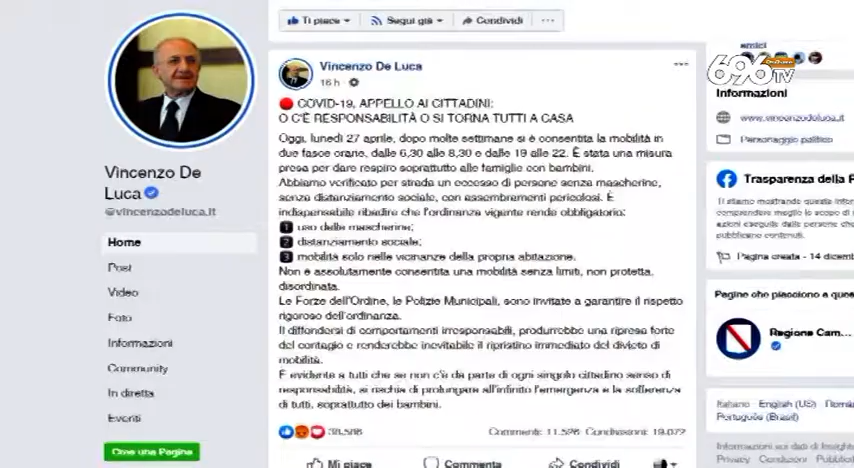 Ti piace
Segui già
Condividi
Vincenzo De
Luca
@vincenzodeluca.it
Home
Post
Video
Foto
Informazioni
Community
In diretta
Eventi
Crea una Pagina
Vincenzo De Luca
16 h
COVID-19, APPELLO AI CITTADINI:
O C'È RESPONSABILITÀ O SI TORNA TUTTI A CASA
Oggi, lunedì 27 aprile, dopo molte settimane si è consentita la mobilità in
due fasce orarie, dalle 6,30 alle 8,30 e dalle 19 alle 22. È stata una misura
presa per dare respiro soprattutto alle famiglie con bambini.
Abbiamo verificato per strada un eccesso di persone senza mascherine,
senza distanziamento sociale, con assembramenti pericolosi. È
indispensabile ribadire che l'ordinanza vigente rende obbligatorio:
1 uso delle mascherine;
2 distanziamento sociale;
3 mobilità solo nelle vicinanze della propria abitazione.
Non è assolutamente consentita una mobilità senza limiti, non protetta,
disordinata.
Le Forze dell'Ordine, le Polizie Municipali, sono invitate a garantire il rispetto
rigoroso dell'ordinanza.
Il diffondersi di comportamenti irresponsabili, produrrebbe una ripresa forte
del contagio e renderebbe inevitabile il ripristino immediato del divieto di
mobilità.
È evidente a tutti che se non c'è da parte di ogni singolo cittadino senso di
responsabilità, si rischia di prolungare all'infinito l'emergenza e la sofferenza
di tutti, soprattutto dei bambini.
Commenti: 11.526 Condivisioni: 19.072
Mi piace
Commenta
Condividi
amici
696 TV
Informazioni
www.vincenzodeluca.it
Personaggio politico
Trasparenza della P
Ti stiamo mostrando queste infor
comprendere meglio lo scopo di
azioni eseguite dalle persone che
pubblicano contenuti.
Pagina creata - 14 dicemb
Pagine che piacciono a ques
Regione Cam...
Italiano English (US) Român
Português (Brasil)
Informazioni sui dati di Insights
Privacy Condizioni Pubblici